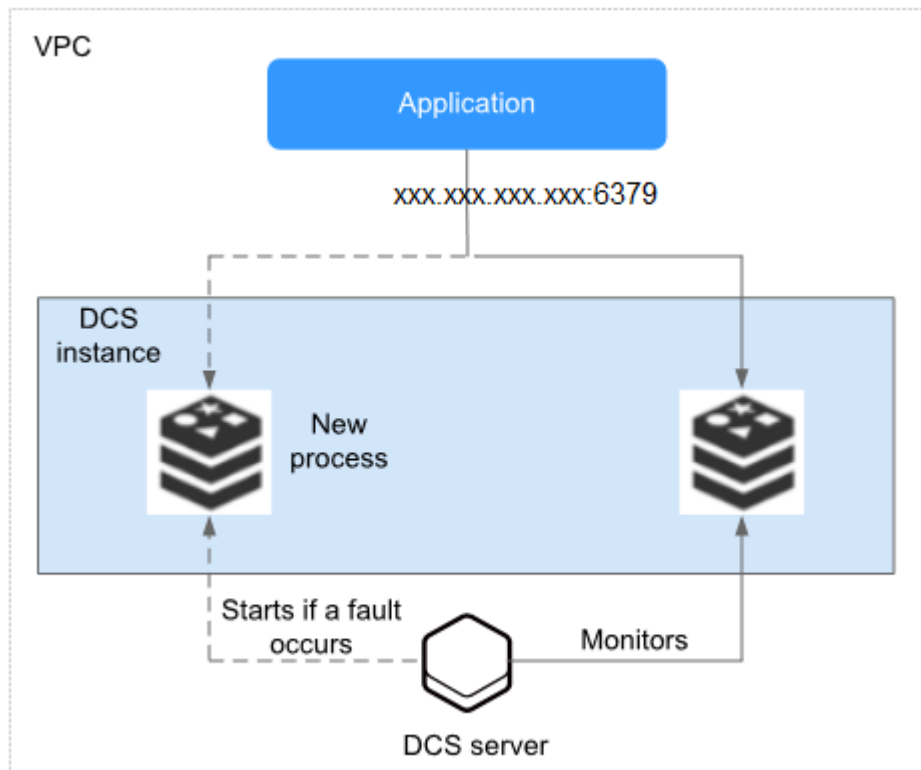 VPC
Application
xxx.xxx.xxx.xxx:6379
DCS
instance
New
process
Starts if a fault
occurs
Monitors
DCS server